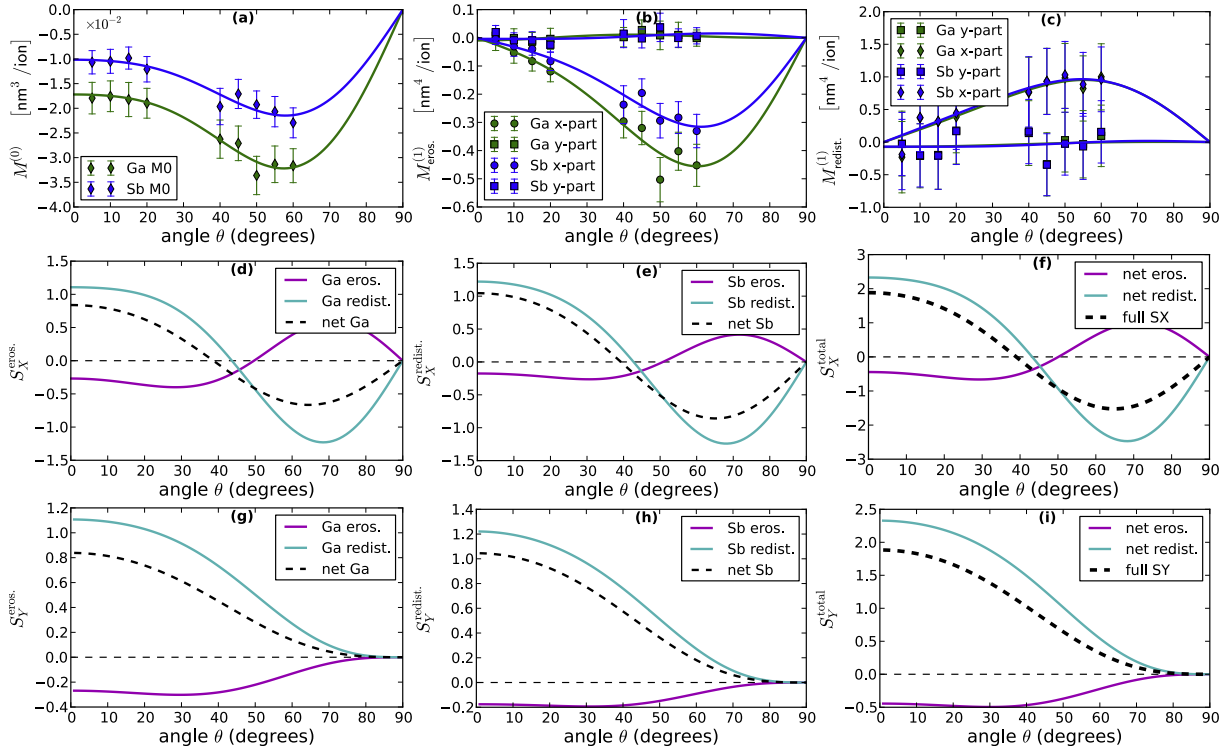 (a)
×10⁻²
0.0
−0.5
−1.0
−1.5
−2.0
−2.5
−3.0
−3.5
−4.0
M⁽⁰⁾ [nm³ /ion]
Ga M0
Sb M0
0 10 20 30 40 50 60 70 80 90
angle θ (degrees)
(b)
0.1
0.0
−0.1
−0.2
−0.3
−0.4
−0.5
−0.6
M⁽¹⁾eros. [nm⁴ /ion]
Ga x-part
Ga y-part
Sb x-part
Sb y-part
0 10 20 30 40 50 60 70 80 90
angle θ (degrees)
(c)
2.0
1.5
1.0
0.5
0.0
−0.5
−1.0
M⁽¹⁾redist. [nm⁴ /ion]
Ga y-part
Ga x-part
Sb y-part
Sb x-part
0 10 20 30 40 50 60 70 80 90
angle θ (degrees)
(d)
1.5
1.0
0.5
0.0
−0.5
−1.0
−1.5
S_X^eros.
Ga eros.
Ga redist.
net Ga
0 10 20 30 40 50 60 70 80 90
angle θ (degrees)
(e)
1.5
1.0
0.5
0.0
−0.5
−1.0
−1.5
S_X^redist.
Sb eros.
Sb redist.
net Sb
0 10 20 30 40 50 60 70 80 90
angle θ (degrees)
(f)
3
2
1
0
−1
−2
−3
S_X^total
net eros.
net redist.
full SX
0 10 20 30 40 50 60 70 80 90
angle θ (degrees)
(g)
1.2
1.0
0.8
0.6
0.4
0.2
0.0
−0.2
−0.4
S_Y^eros.
Ga eros.
Ga redist.
net Ga
0 10 20 30 40 50 60 70 80 90
angle θ (degrees)
(h)
1.4
1.2
1.0
0.8
0.6
0.4
0.2
0.0
−0.2
S_Y^redist.
Sb eros.
Sb redist.
net Sb
0 10 20 30 40 50 60 70 80 90
angle θ (degrees)
(i)
2.5
2.0
1.5
1.0
0.5
0.0
−0.5
S_Y^total
net eros.
net redist.
full SY
0 10 20 30 40 50 60 70 80 90
angle θ (degrees)